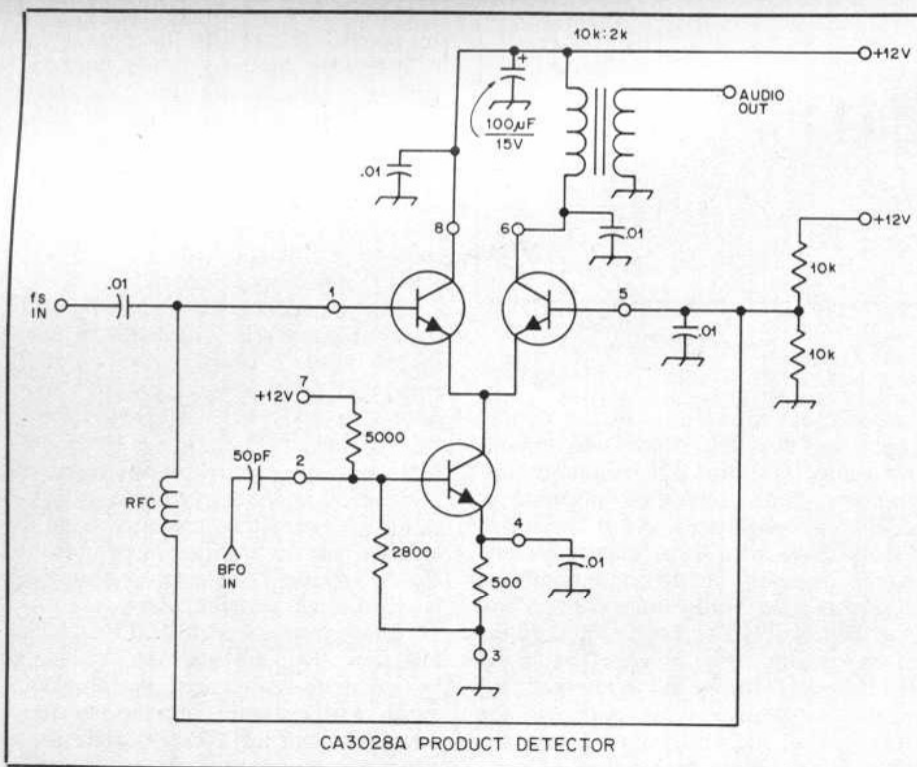 10k:2k
+12V
+
AUDIO
OUT
100µF
15V
.01
8
6
.01
+12V
10k
fS
IN
.01
1
5
.01
10k
7
+12V
5000
50pF
2
RFC
BFO
IN
2800
4
500
.01
3
CA3028A PRODUCT DETECTOR